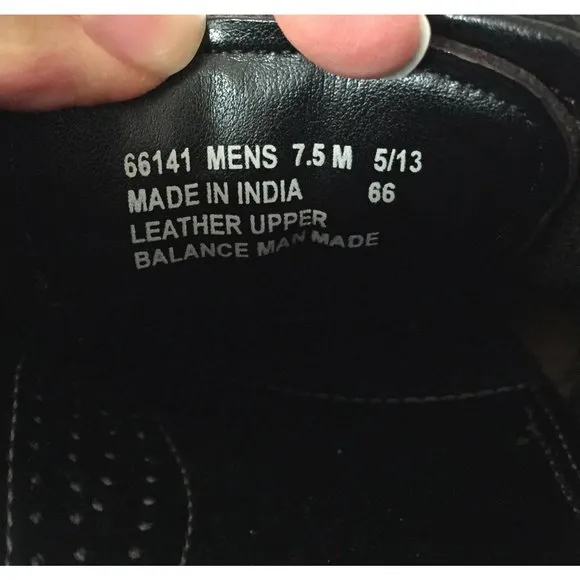 66141 MENS 7.5 M 5/13
MADE IN INDIA 66
LEATHER UPPER
BALANCE MAN MADE